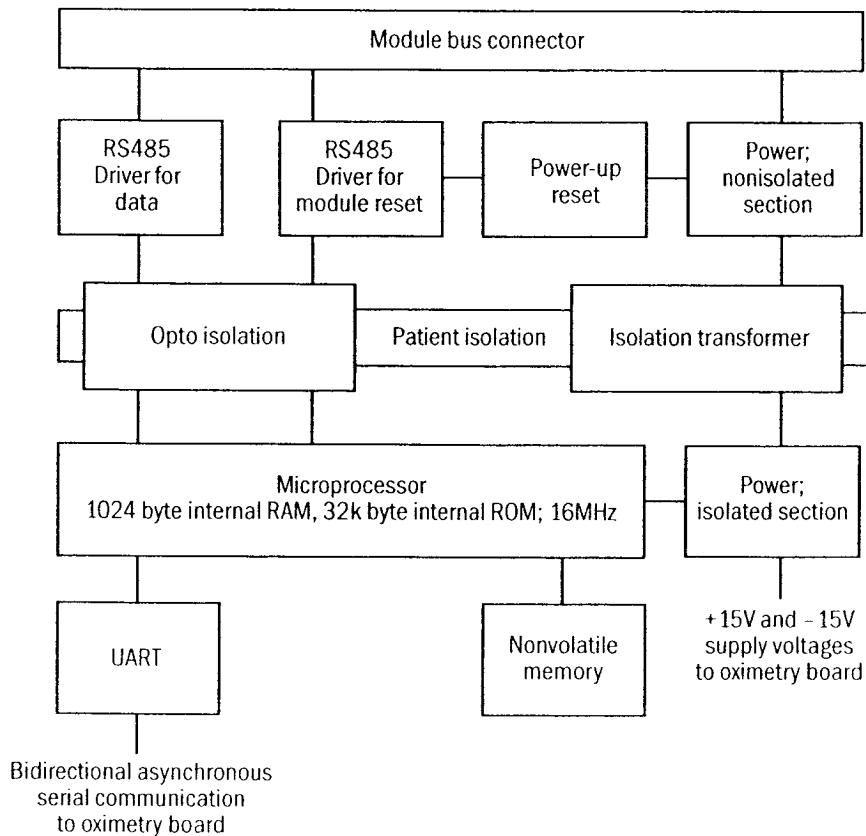 Module bus connector
RS485
Driver for
data
RS485
Driver for
module reset
Power-up
reset
Power;
nonisolated
section
Opto isolation
Patient isolation
Isolation transformer
Microprocessor
1024 byte internal RAM, 32k byte internal ROM; 16MHz
Power;
isolated section
UART
Nonvolatile
memory
+15V and –15V
supply voltages
to oximetry board
Bidirectional asynchronous
serial communication
to oximetry board